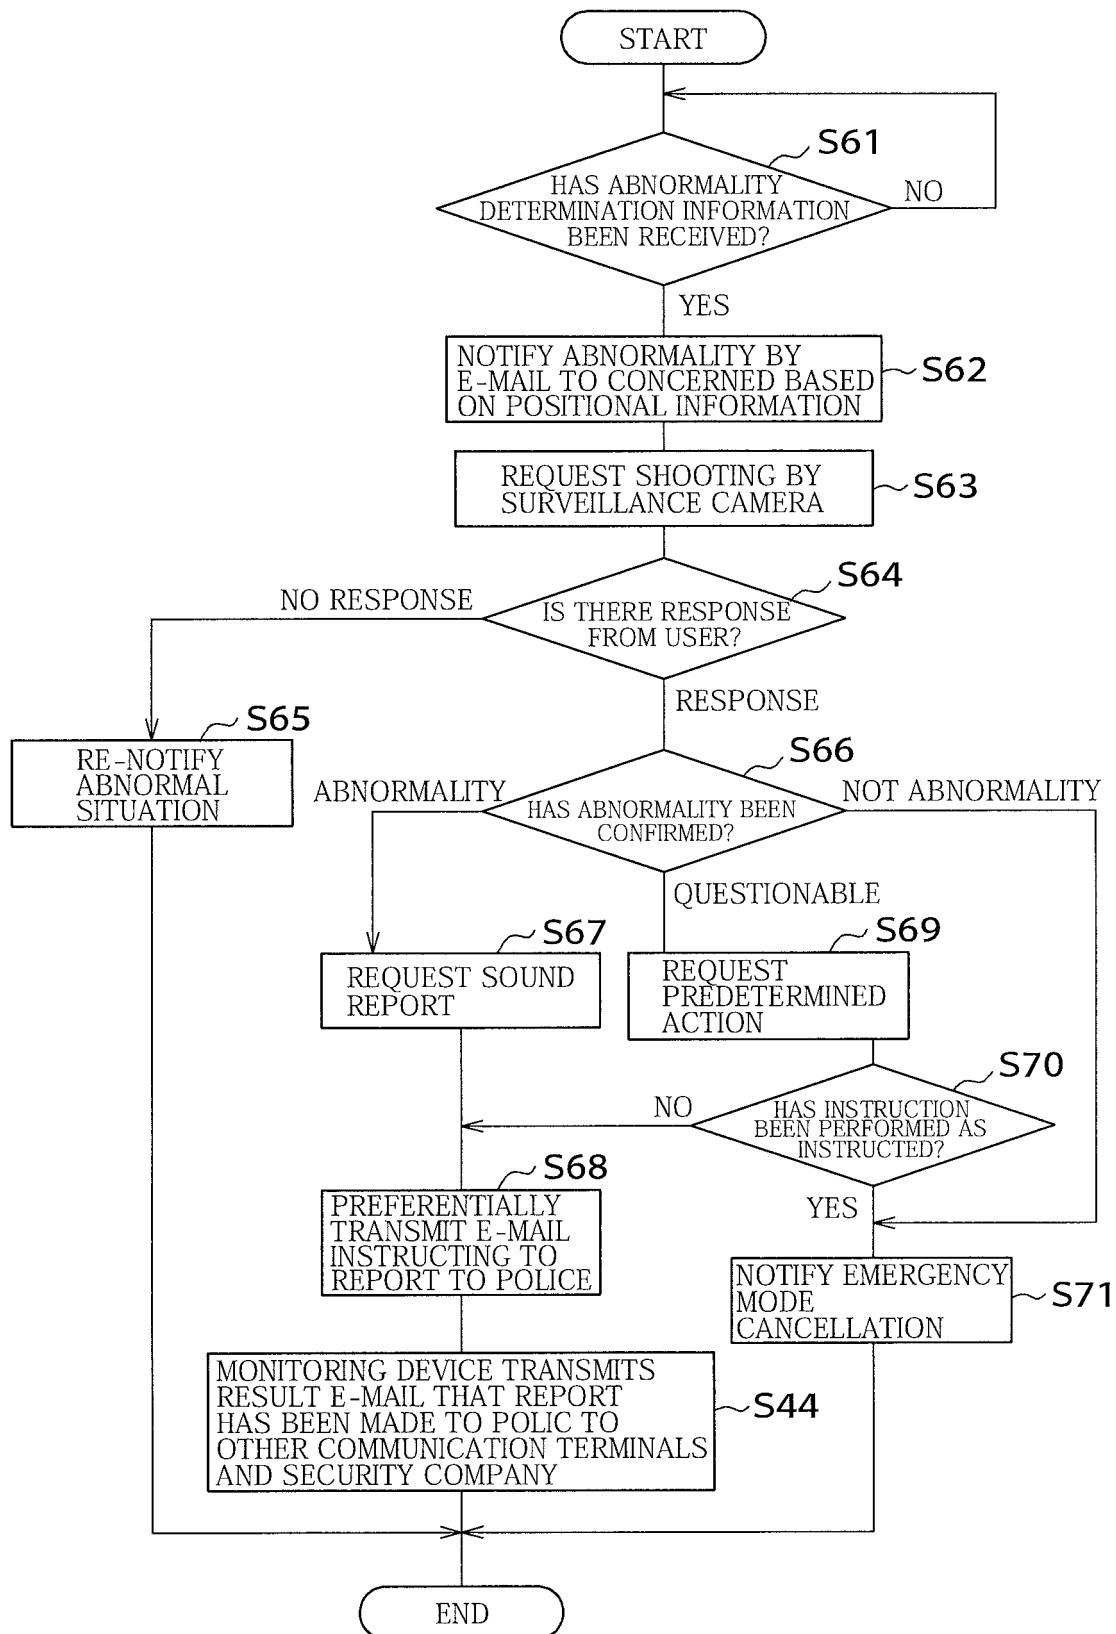 START
S61
HAS ABNORMALITY
DETERMINATION INFORMATION
BEEN RECEIVED?
NO
YES
NOTIFY ABNORMALITY BY
E-MAIL TO CONCERNED BASED
ON POSITIONAL INFORMATION
S62
REQUEST SHOOTING BY
SURVEILLANCE CAMERA
S63
S64
NO RESPONSE
IS THERE RESPONSE
FROM USER?
RESPONSE
S65
RE-NOTIFY
ABNORMAL
SITUATION
S66
ABNORMALITY
HAS ABNORMALITY BEEN
CONFIRMED?
NOT ABNORMALITY
QUESTIONABLE
S67
REQUEST SOUND
REPORT
S69
REQUEST
PREDETERMINED
ACTION
S70
NO
HAS INSTRUCTION
BEEN PERFORMED AS
INSTRUCTED?
YES
S68
PREFERENTIALLY
TRANSMIT E-MAIL
INSTRUCTING TO
REPORT TO POLICE
NOTIFY EMERGENCY
MODE
CANCELLATION
S71
MONITORING DEVICE TRANSMITS
RESULT E-MAIL THAT REPORT
HAS BEEN MADE TO POLIC TO
OTHER COMMUNICATION TERMINALS
AND SECURITY COMPANY
S44
END